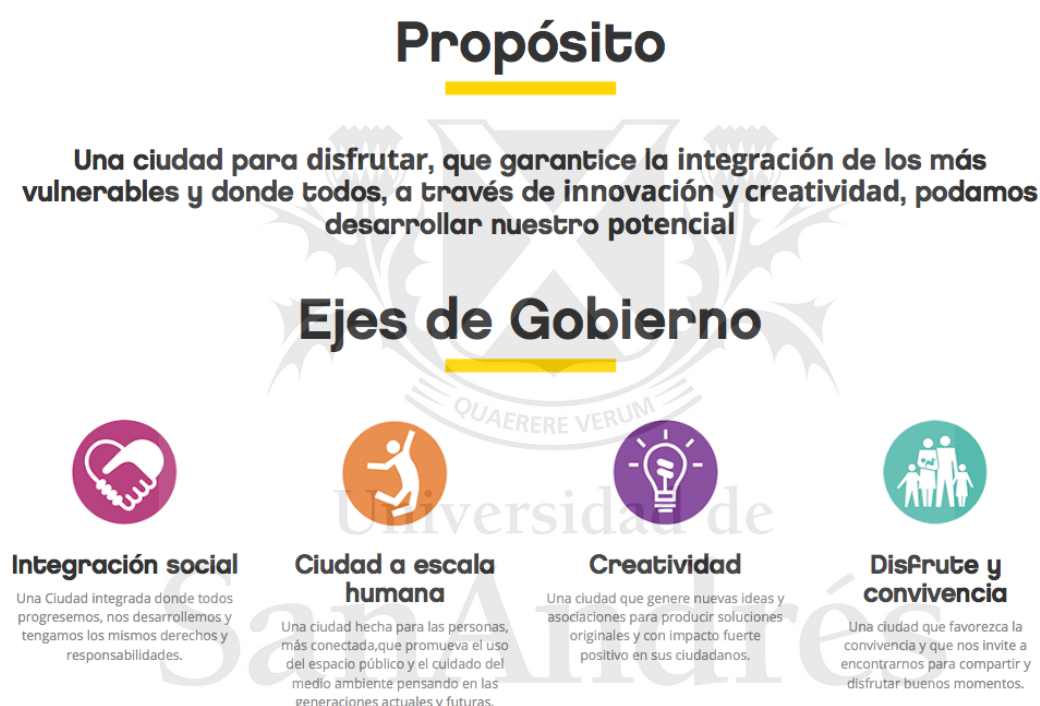 Propósito
Una ciudad para disfrutar, que garantice la integración de los más
vulnerables y donde todos, a través de innovación y creatividad, podamos
desarrollar nuestro potencial
Ejes de Gobierno
QUAERERE VERUM
Universidad de
SanAndrés
Integración social
Una Ciudad integrada donde todos
progresemos, nos desarrollemos y
tengamos los mismos derechos y
responsabilidades.
Ciudad a escala
humana
Una ciudad hecha para las personas,
más conectada,que promueva el uso
del espacio público y el cuidado del
medio ambiente pensando en las
generaciones actuales y futuras.
Creatividad
Una ciudad que genere nuevas ideas y
asociaciones para producir soluciones
originales y con impacto fuerte
positivo en sus ciudadanos.
Disfrute y
convivencia
Una ciudad que favorezca la
convivencia y que nos invite a
encontrarnos para compartir y
disfrutar buenos momentos.